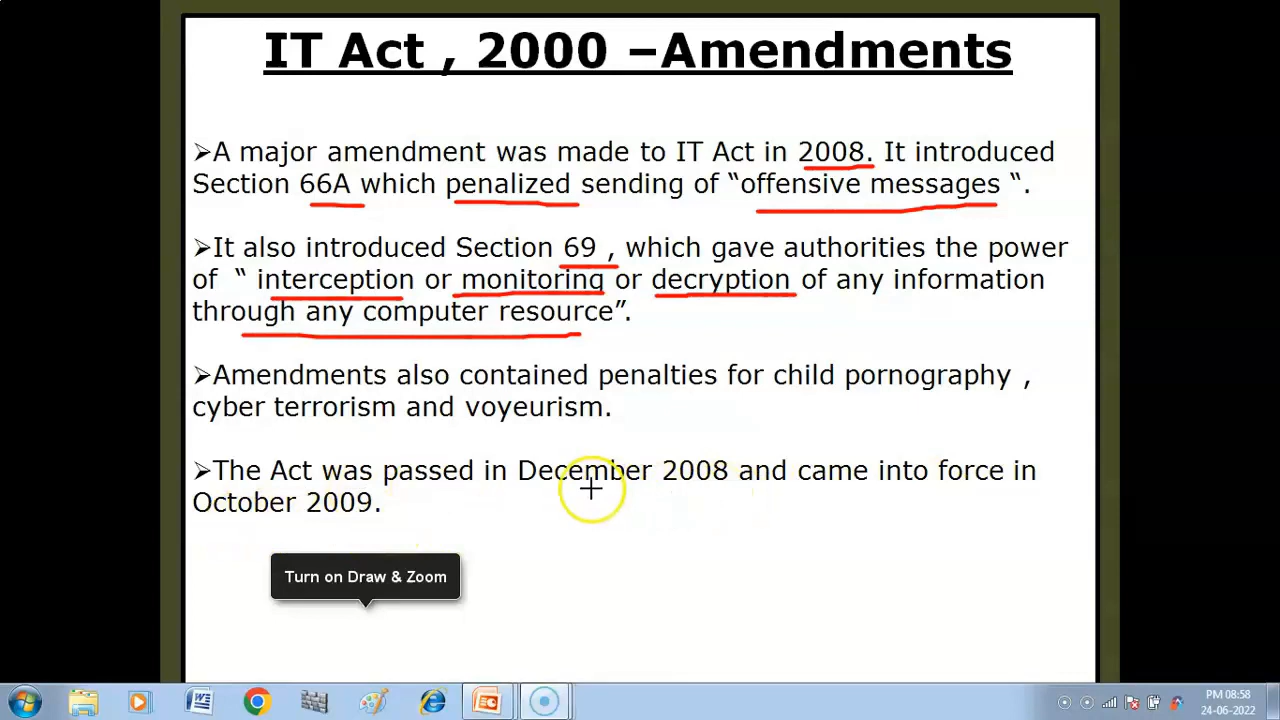 IT Act , 2000 –Amendments
➢A major amendment was made to IT Act in 2008. It introduced
Section 66A which penalized sending of “offensive messages “.
➢It also introduced Section 69 , which gave authorities the power
of “ interception or monitoring or decryption of any information
through any computer resource”.
➢Amendments also contained penalties for child pornography ,
cyber terrorism and voyeurism.
➢The Act was passed in December 2008 and came into force in
October 2009.
Turn on Draw & Zoom
PM 08:58
24-06-2022